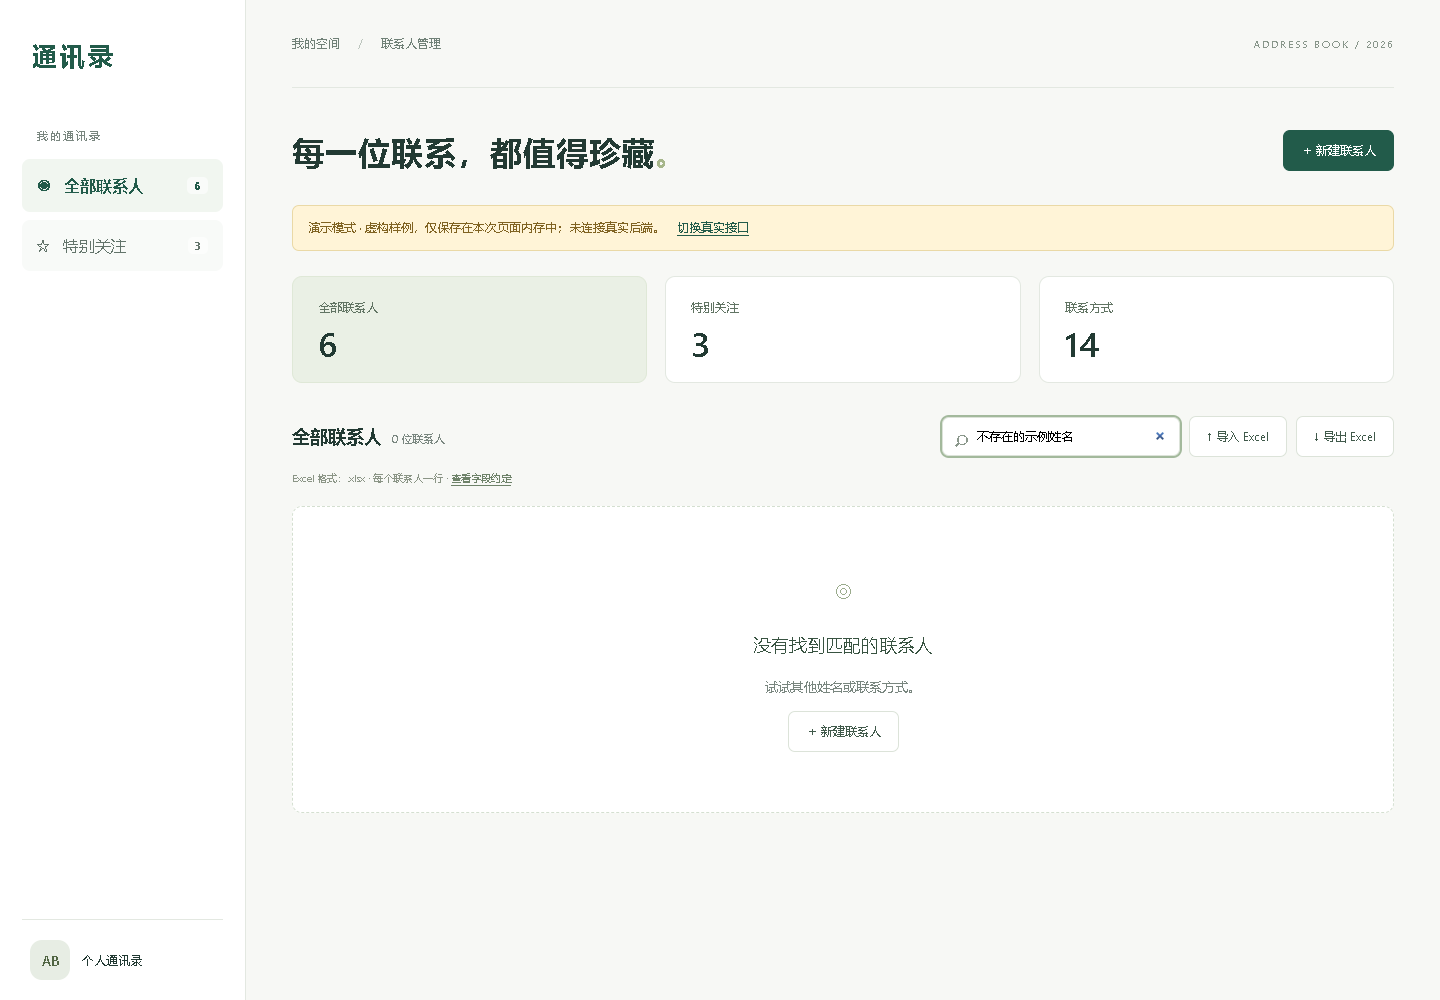 通讯录
我的通讯录
全部联系人 6
特别关注 3
AB 个人通讯录
我的空间 / 联系人管理
ADDRESS BOOK / 2026
每一位联系，都值得珍藏。
+ 新建联系人
演示模式 · 虚构样例，仅保存在本次页面内存中；未连接真实后端。 切换真实接口
全部联系人
6
特别关注
3
联系方式
14
全部联系人 0 位联系人
不存在的示例姓名
↑ 导入 Excel
↓ 导出 Excel
Excel 格式：.xlsx · 每个联系人一行 · 查看字段约定
没有找到匹配的联系人
试试其他姓名或联系方式。
+ 新建联系人